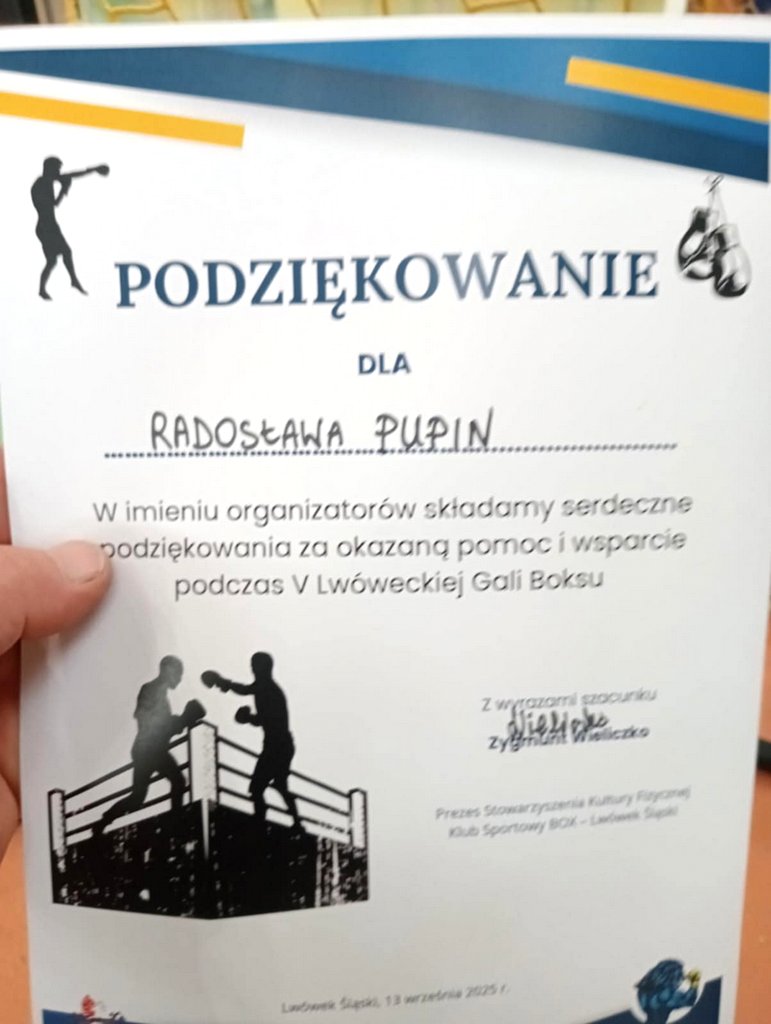 PODZIĘKOWANIE
DLA
RADOSŁAWA PUPIN
W imieniu organizatorów składamy serdeczne
podziękowania za okazaną pomoc i wsparcie
podczas V Lwóweckiej Gali Boksu
Z wyrazami szacunku
Zygmunt Wieliczko
Prezes Stowarzyszenia Kultury Fizycznej
Klub Sportowy BOX – Lwówek Śląski
Lwówek Śląski, 13 września 2025 r.